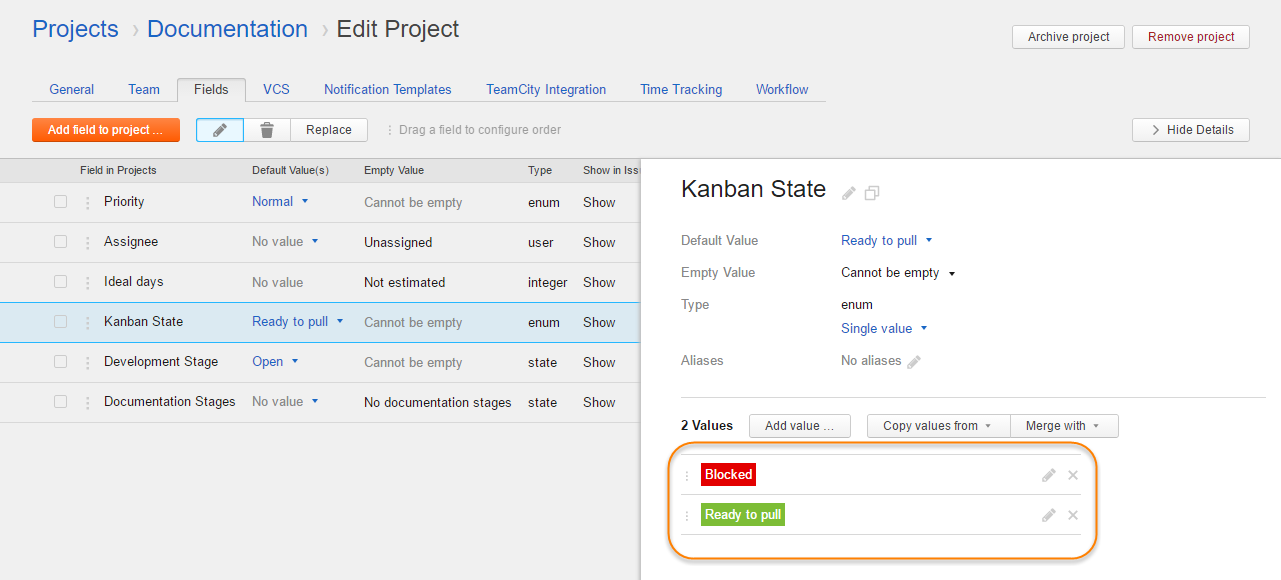 Projects › Documentation › Edit Project
Archive project
Remove project
General Team Fields VCS Notification Templates TeamCity Integration Time Tracking Workflow
Add field to project ...
Replace
Drag a field to configure order
Hide Details
Field in Projects Default Value(s) Empty Value Type Show in Iss
Priority Normal Cannot be empty enum Show
Assignee No value Unassigned user Show
Ideal days No value Not estimated integer Show
Kanban State Ready to pull Cannot be empty enum Show
Development Stage Open Cannot be empty state Show
Documentation Stages No value No documentation stages state Show
Kanban State
Default Value Ready to pull
Empty Value Cannot be empty
Type enum
Single value
Aliases No aliases
2 Values Add value ... Copy values from Merge with
Blocked
Ready to pull